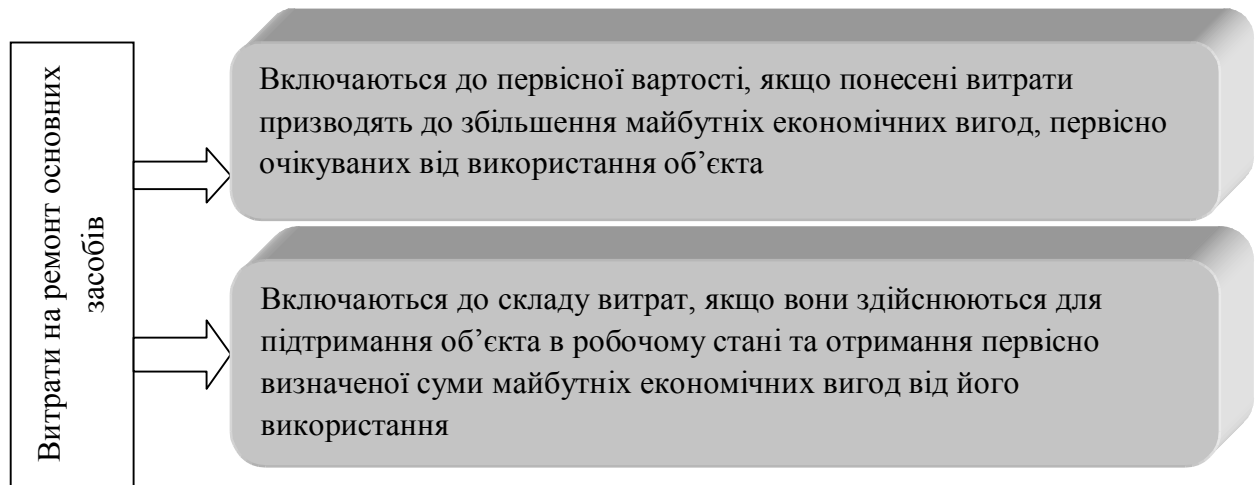 Витрати на ремонт основних
засобів
Включаються до первісної вартості, якщо понесені витрати
призводять до збільшення майбутніх економічних вигод, первісно
очікуваних від використання об’єкта
Включаються до складу витрат, якщо вони здійснюються для
підтримання об’єкта в робочому стані та отримання первісно
визначеної суми майбутніх економічних вигод від його
використання